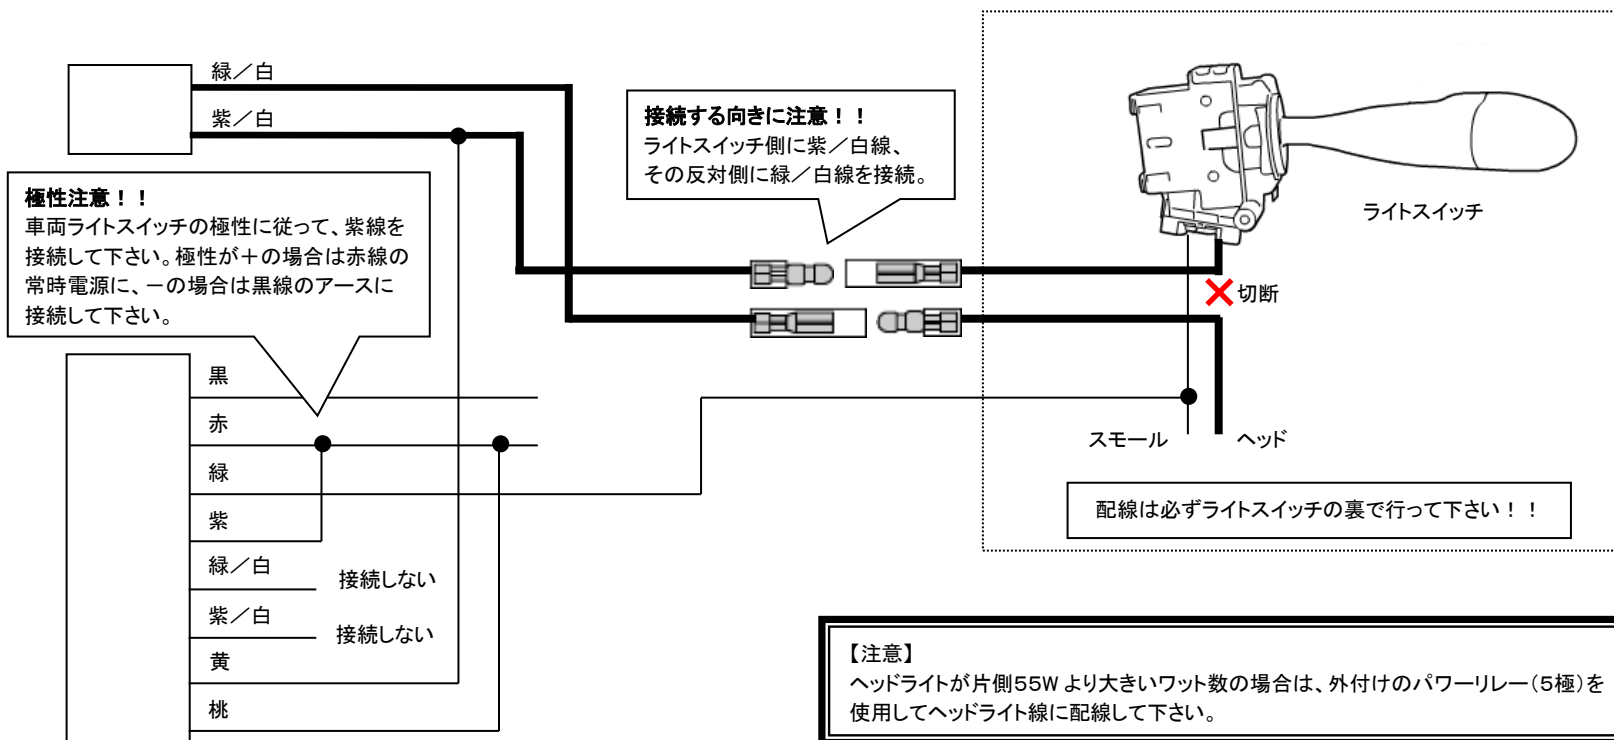 緑／白
紫／白
極性注意！！
車両ライトスイッチの極性に従って、紫線を
接続して下さい。極性が＋の場合は赤線の
常時電源に、－の場合は黒線のアースに
接続して下さい。
接続する向きに注意！！
ライトスイッチ側に紫／白線、
その反対側に緑／白線を接続。
ライトスイッチ
切断
スモール
ヘッド
配線は必ずライトスイッチの裏で行って下さい！！
黒
赤
緑
紫
緑／白
接続しない
紫／白
接続しない
黄
桃
【注意】
ヘッドライトが片側５５Wより大きいワット数の場合は、外付けのパワーリレー（５極）を
使用してヘッドライト線に配線して下さい。